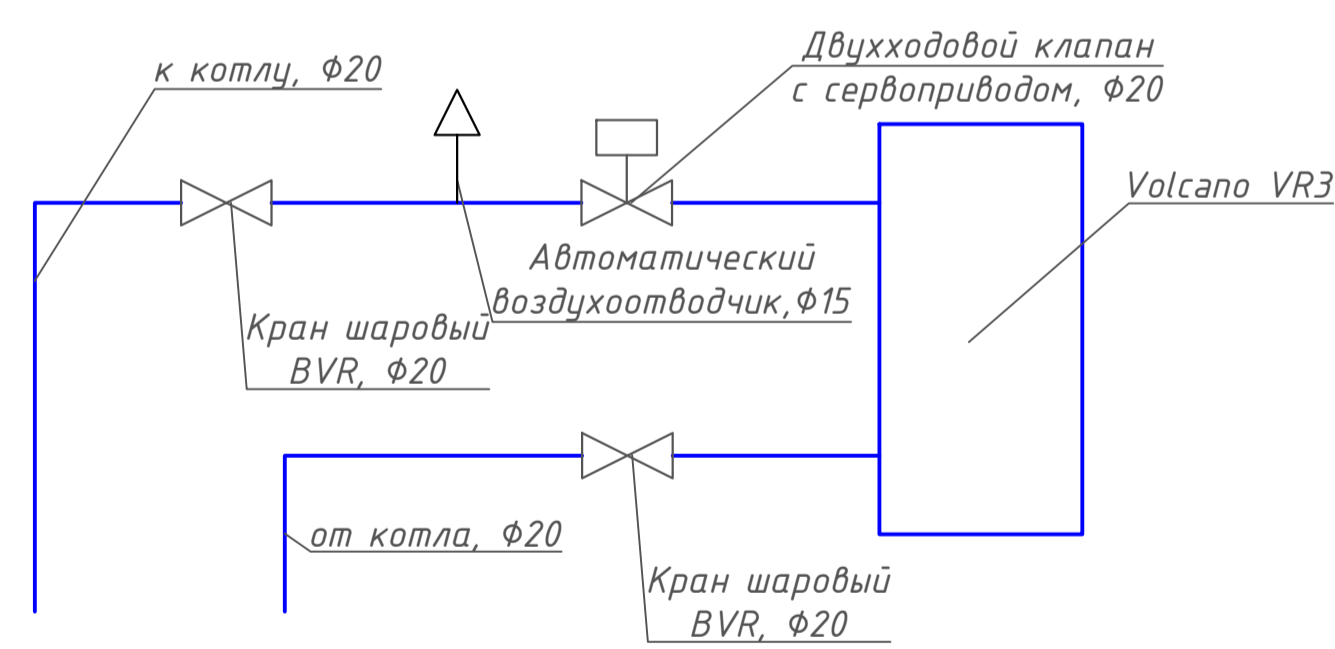 Двухходовой клапан
с сервоприводом, Ф20
к котлу, Ф20
Volcano VR3
Автоматический
воздухоотводчик,Ф15
Кран шаровый
BVR, Ф20
от котла, Ф20
Кран шаровый
BVR, Ф20